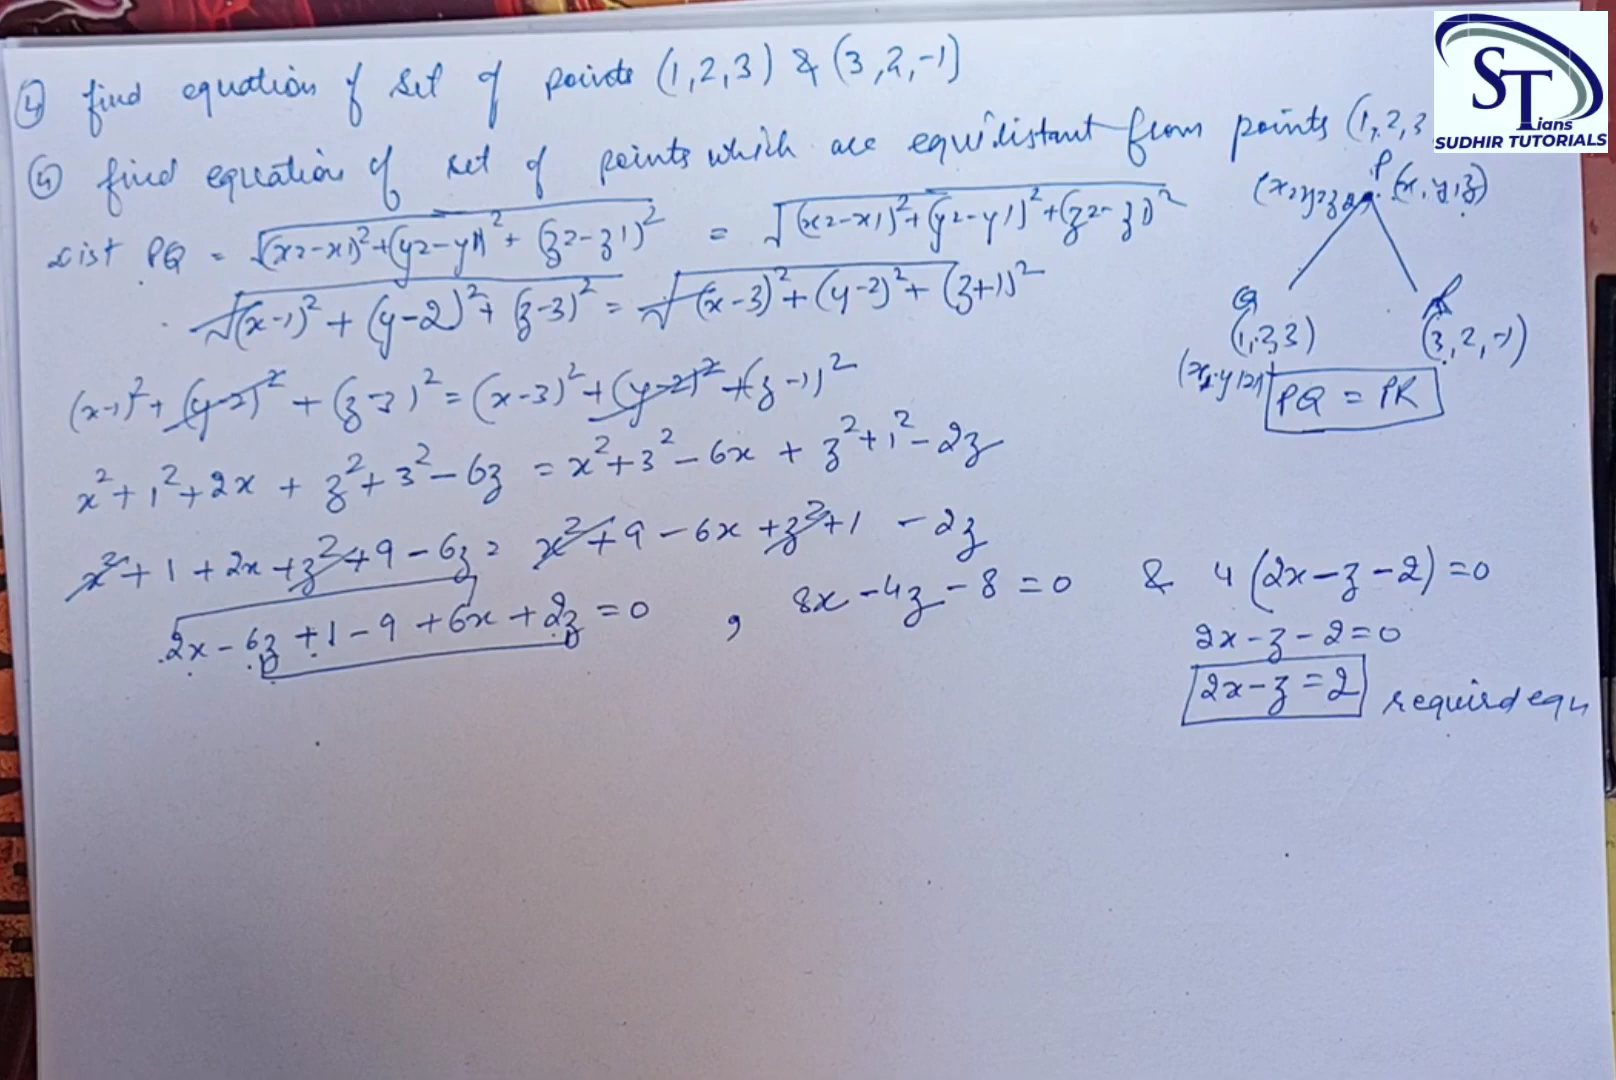 ④ find equation of set of points (1,2,3) & (3,2,-1)
④ find equation of set of points which are equidistant from points (1,2,3
dist PQ = √(x2-x1)²+(y2-y1)²+(z2-z1)² = √(x2-x1)²+(y2-y1)²+(z2-z1)²
√(x-1)²+(y-2)²+(z-3)² = √(x-3)²+(y-2)²+(z+1)²
(x-1)²+(y-2)²+(z-3)² = (x-3)²+(y-2)²+(z-1)²
x²+1²+2x+z²+3²-6z = x²+3²-6x+z²+1²-2z
x²+1+2x+z²+9-6z = x²+9-6x+z²+1-2z
2x-6z+1-9+6x+2z=0 , 8x-4z-8=0 & 4(2x-z-2)=0
2x-z-2=0
2x-z=2 required eqn
P (x,y,z)
Q R
(1,2,3) (3,2,-1)
PQ = PR
ST
ians
SUDHIR TUTORIALS